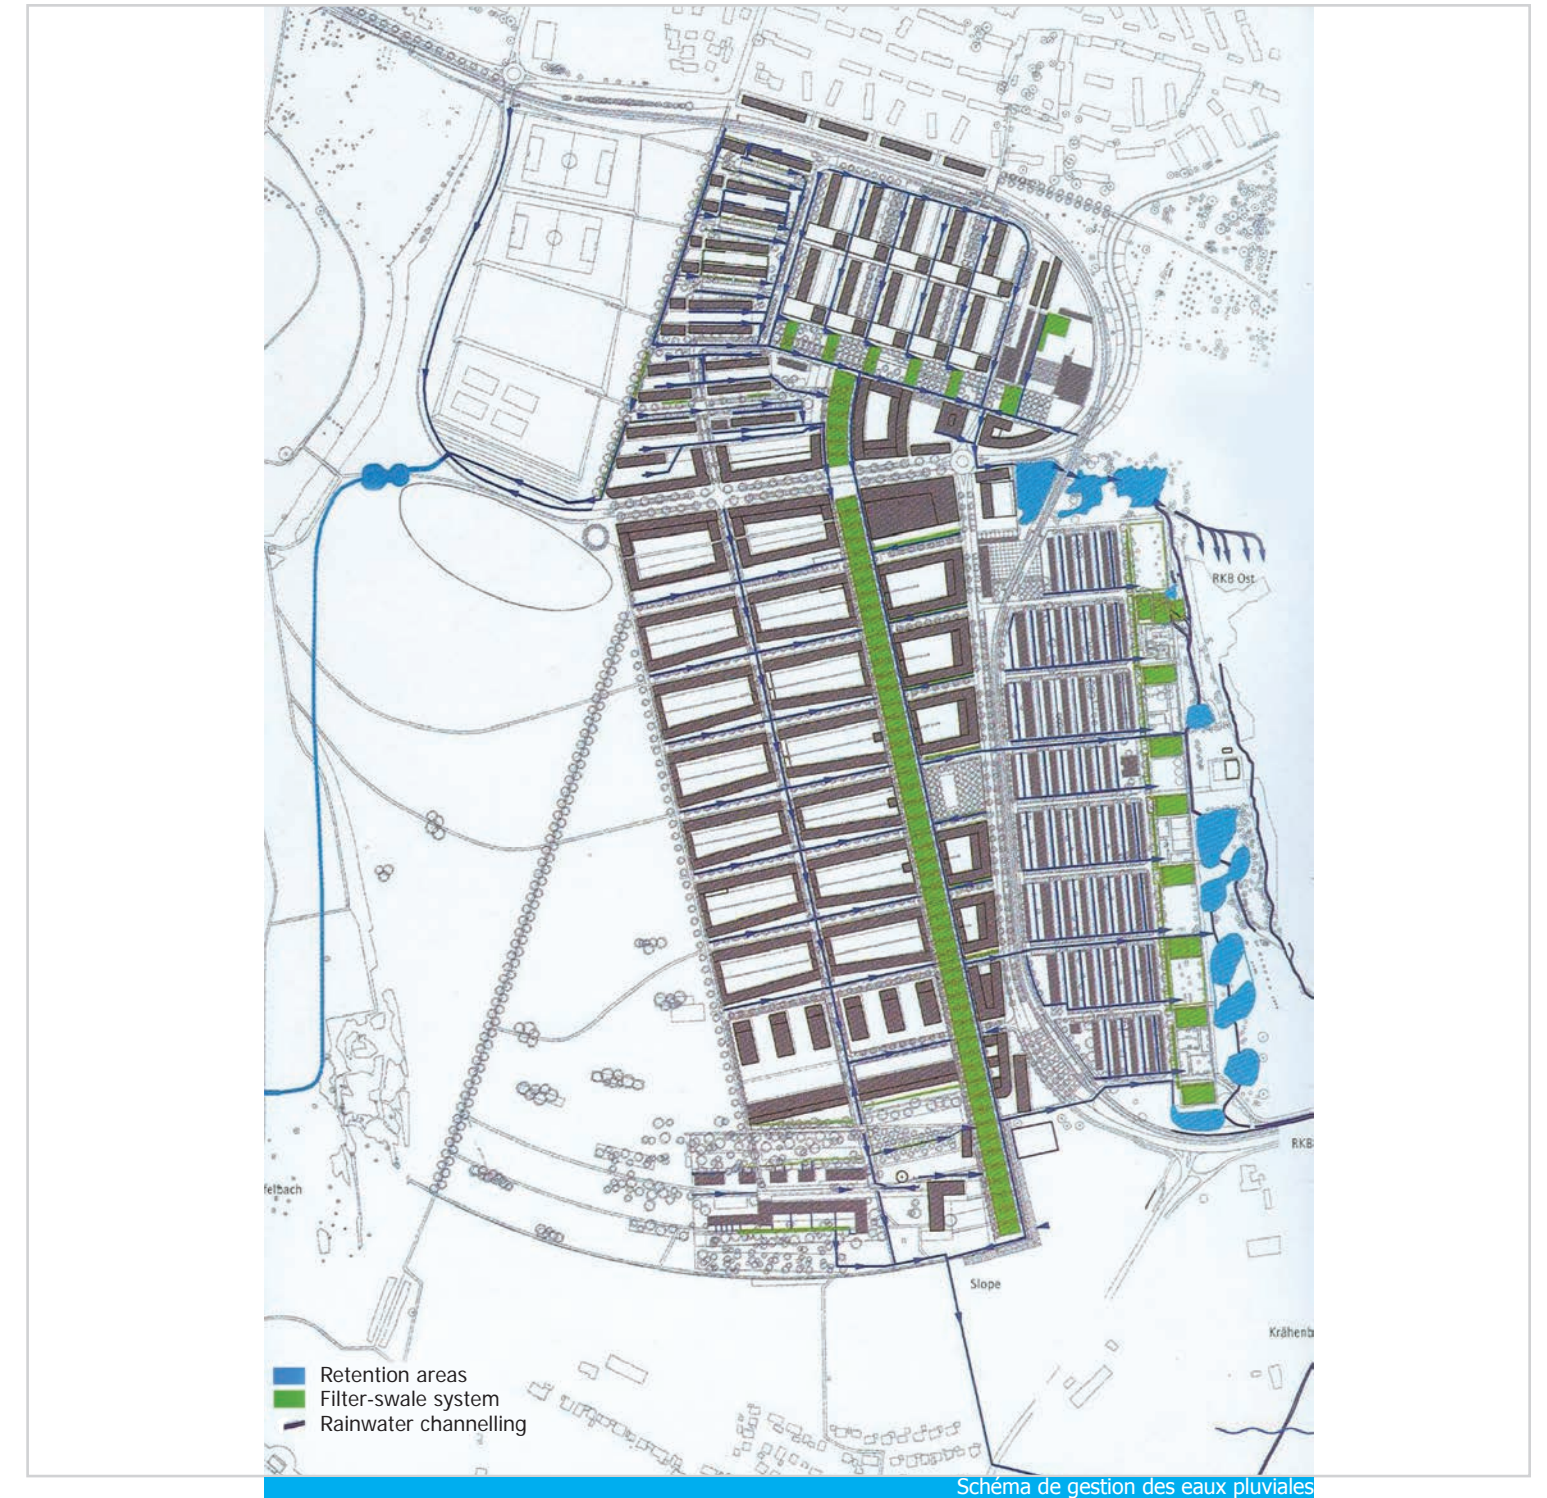 RKB Ost
RKB
felbach
Slope
Krähenb
Retention areas
Filter-swale system
Rainwater channelling
Schéma de gestion des eaux pluviales